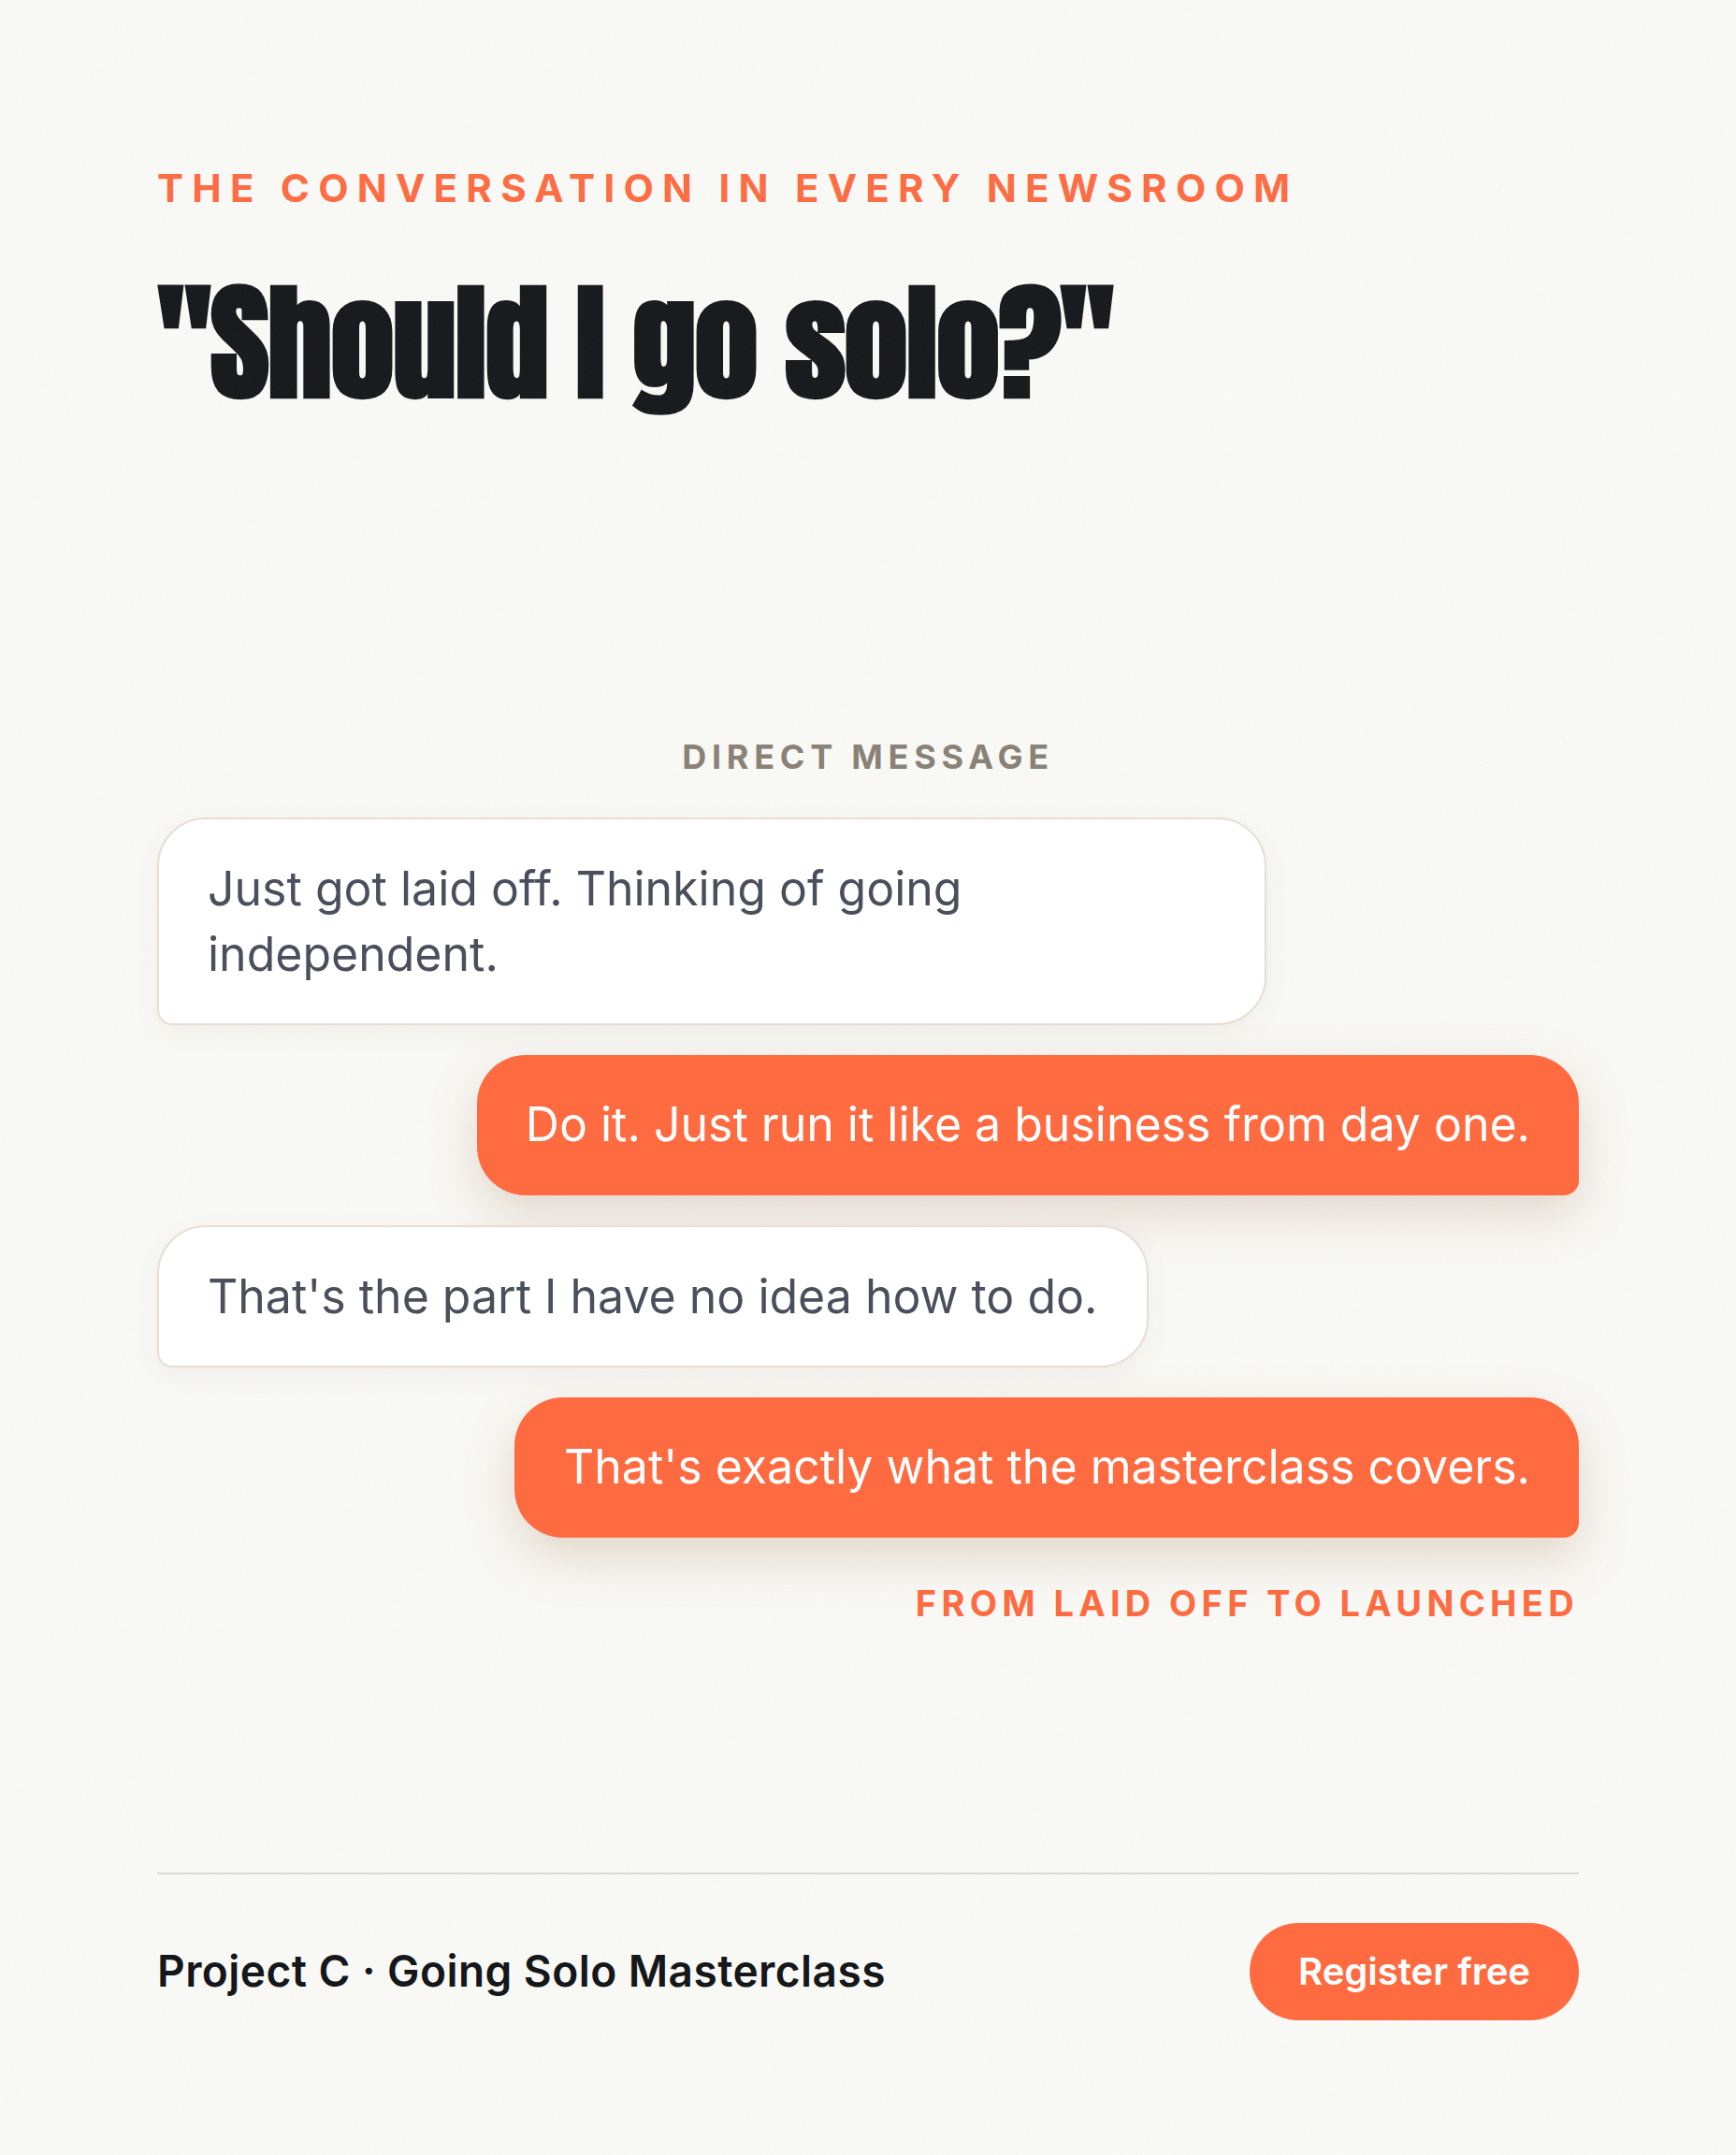 THE CONVERSATION IN EVERY NEWSROOM
"Should I go solo?"
DIRECT MESSAGE
Just got laid off. Thinking of going
independent.
Do it. Just run it like a business from day one.
That's the part I have no idea how to do.
That's exactly what the masterclass covers.
FROM LAID OFF TO LAUNCHED
Project C · Going Solo Masterclass
Register free